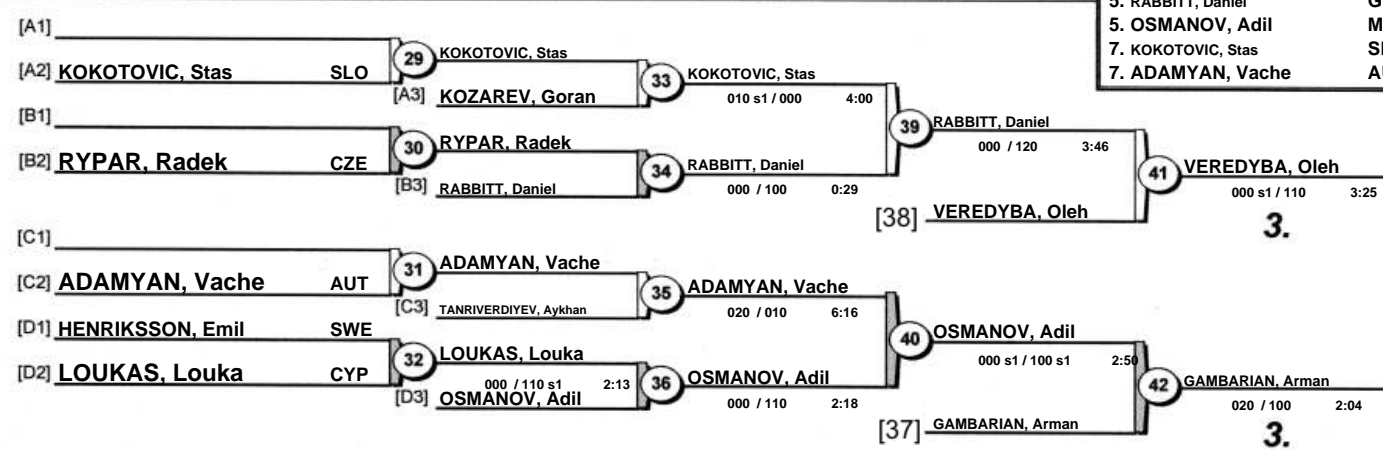 5. RABBITT, Daniel G
5. OSMANOV, Adil M
7. KOKOTOVIC, Stas
7. ADAMYAN, Vache
[A1]
[A2] KOKOTOVIC, Stas SLO
29
KOKOTOVIC, Stas
[A3] KOZAREV, Goran
33
KOKOTOVIC, Stas
010 s1 / 000 4:00
[B1]
[B2] RYPAR, Radek CZE
30
RYPAR, Radek
[B3] RABBITT, Daniel
34
RABBITT, Daniel
000 / 100 0:29
39
RABBITT, Daniel
000 / 120 3:46
[38] VEREDYBA, Oleh
41
VEREDYBA, Oleh
000 s1 / 110 3:25
3.
[C1]
[C2] ADAMYAN, Vache AUT
31
ADAMYAN, Vache
[C3] TANRIVERDIYEV, Aykhan
35
ADAMYAN, Vache
020 / 010 6:16
[D1] HENRIKSSON, Emil SWE
[D2] LOUKAS, Louka CYP
32
LOUKAS, Louka
000 / 110 s1 2:13
[D3] OSMANOV, Adil
36
OSMANOV, Adil
000 / 110 2:18
40
OSMANOV, Adil
000 s1 / 100 s1 2:50
[37] GAMBARIAN, Arman
42
GAMBARIAN, Arman
020 / 100 2:04
3.